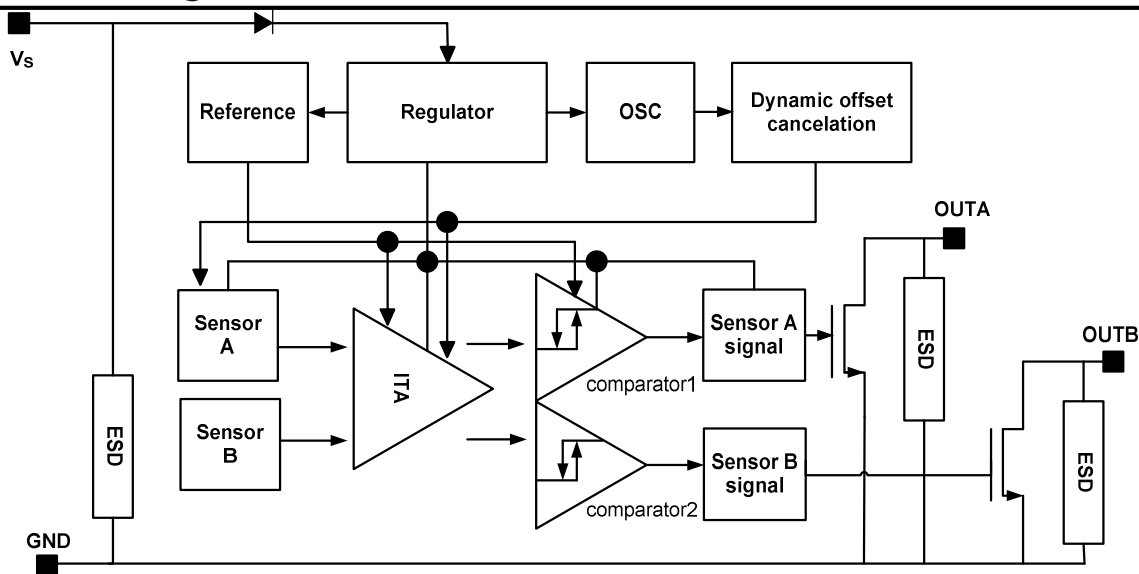 Vs
Reference
Regulator
OSC
Dynamic offset
cancelation
OUTA
Sensor
A
ITA
comparator1
Sensor A
signal
ESD
OUTB
Sensor
B
ESD
comparator2
Sensor B
signal
ESD
GND